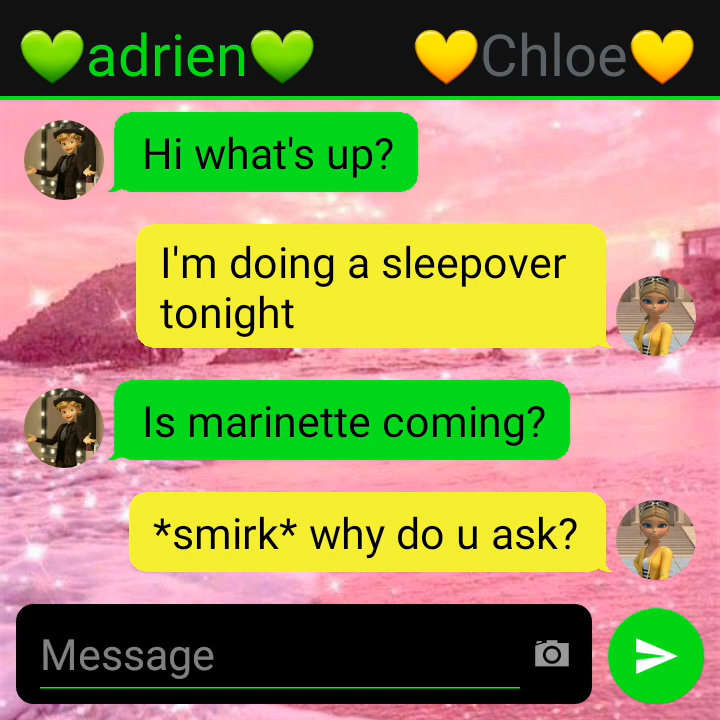 💚adrien💚 💛Chloe💛
Hi what's up?
I'm doing a sleepover
tonight
Is marinette coming?
*smirk* why do u ask?
Message